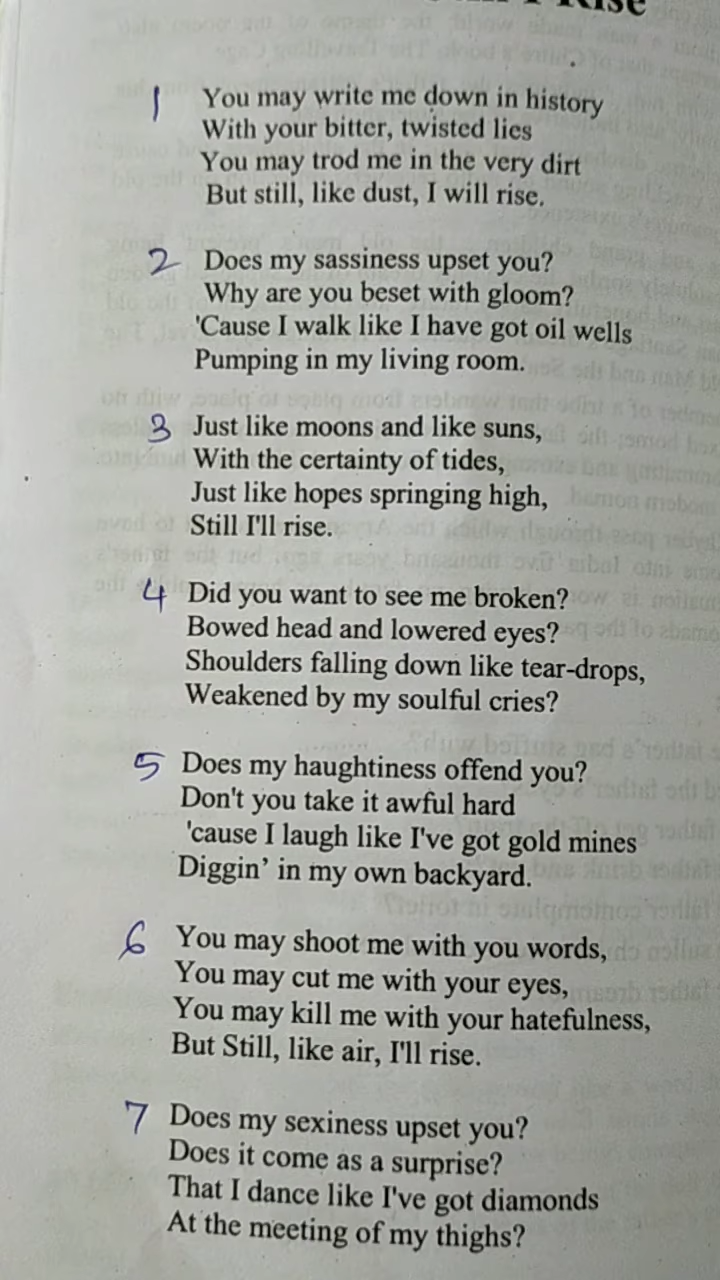 I Rise
1 You may write me down in history
With your bitter, twisted lies
You may trod me in the very dirt
But still, like dust, I will rise.
2 Does my sassiness upset you?
Why are you beset with gloom?
'Cause I walk like I have got oil wells
Pumping in my living room.
3 Just like moons and like suns,
With the certainty of tides,
Just like hopes springing high,
Still I'll rise.
4 Did you want to see me broken?
Bowed head and lowered eyes?
Shoulders falling down like tear-drops,
Weakened by my soulful cries?
5 Does my haughtiness offend you?
Don't you take it awful hard
'cause I laugh like I've got gold mines
Diggin’ in my own backyard.
6 You may shoot me with you words,
You may cut me with your eyes,
You may kill me with your hatefulness,
But Still, like air, I'll rise.
7 Does my sexiness upset you?
Does it come as a surprise?
That I dance like I've got diamonds
At the meeting of my thighs?